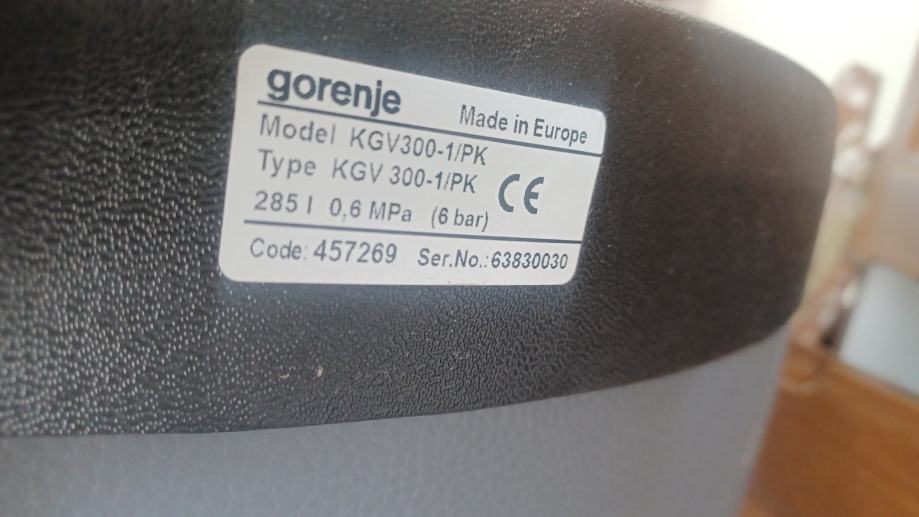 gorenje
Made in Europe
Model KGV300-1/PK
Type KGV 300-1/PK
CE
285 l 0,6 MPa (6 bar)
Code: 457269 Ser.No.:63830030